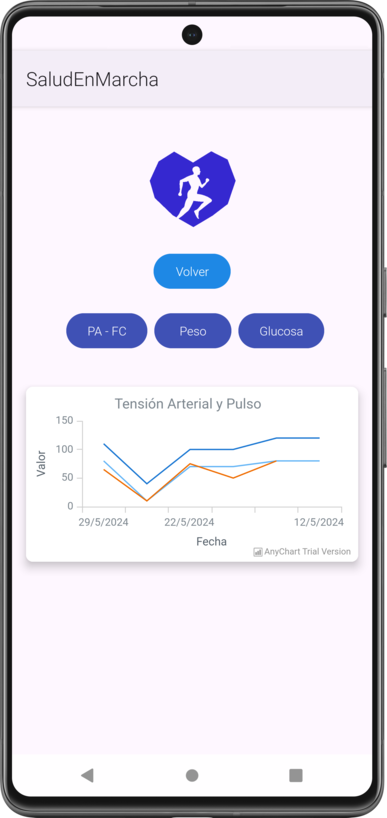 SaludEnMarcha
Volver
PA - FC
Peso
Glucosa
Tensión Arterial y Pulso
150
100
50
0
Valor
29/5/2024
22/5/2024
12/5/2024
Fecha
AnyChart Trial Version